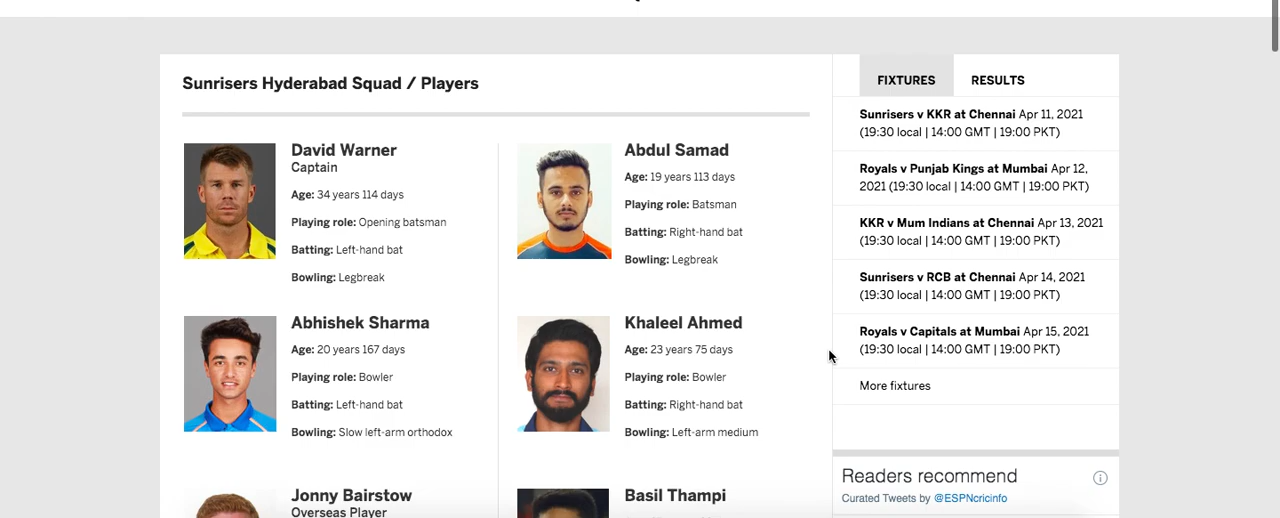 Sunrisers Hyderabad Squad / Players
David Warner
Captain
Age: 34 years 114 days
Playing role: Opening batsman
Batting: Left-hand bat
Bowling: Legbreak
Abdul Samad
Age: 19 years 113 days
Playing role: Batsman
Batting: Right-hand bat
Bowling: Legbreak
Abhishek Sharma
Age: 20 years 167 days
Playing role: Bowler
Batting: Left-hand bat
Bowling: Slow left-arm orthodox
Khaleel Ahmed
Age: 23 years 75 days
Playing role: Bowler
Batting: Right-hand bat
Bowling: Left-arm medium
Jonny Bairstow
Overseas Player
Basil Thampi
FIXTURES
RESULTS
Sunrisers v KKR at Chennai Apr 11, 2021
(19:30 local | 14:00 GMT | 19:00 PKT)
Royals v Punjab Kings at Mumbai Apr 12,
2021 (19:30 local | 14:00 GMT | 19:00 PKT)
KKR v Mum Indians at Chennai Apr 13, 2021
(19:30 local | 14:00 GMT | 19:00 PKT)
Sunrisers v RCB at Chennai Apr 14, 2021
(19:30 local | 14:00 GMT | 19:00 PKT)
Royals v Capitals at Mumbai Apr 15, 2021
(19:30 local | 14:00 GMT | 19:00 PKT)
More fixtures
Readers recommend
Curated Tweets by @ESPNcricinfo